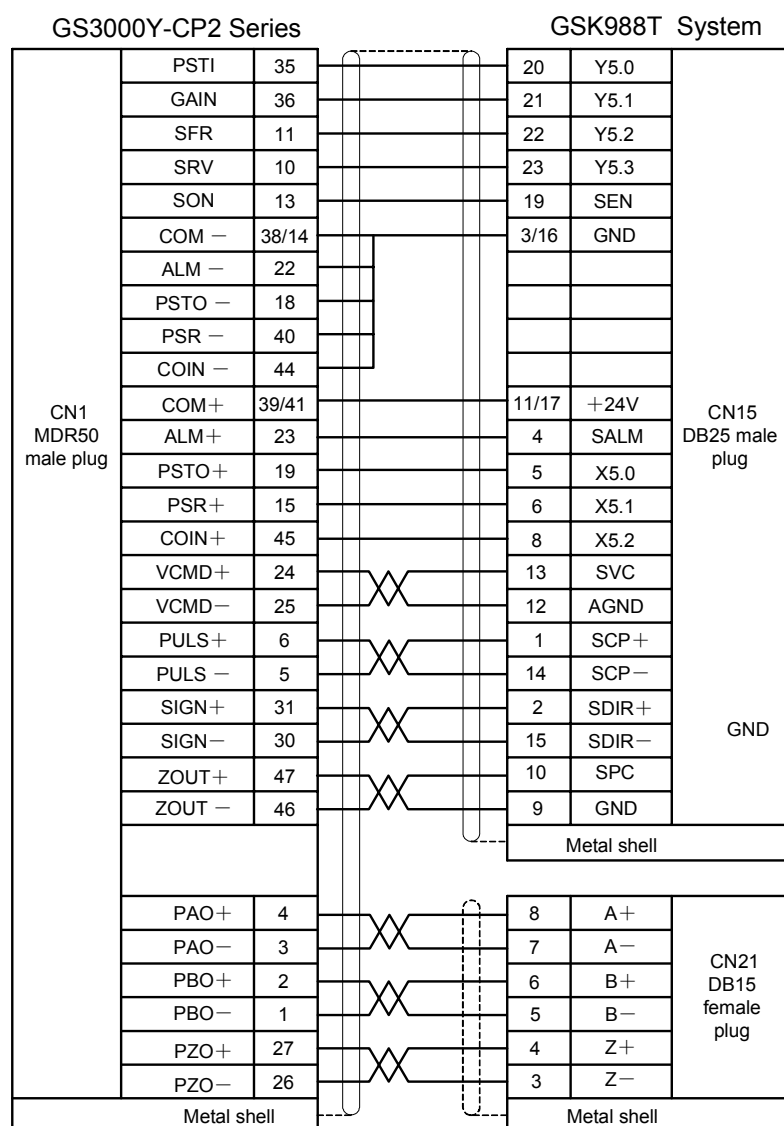 GS3000Y-CP2 Series GSK988T System
PSTI 35 20 Y5.0
GAIN 36 21 Y5.1
SFR 11 22 Y5.2
SRV 10 23 Y5.3
SON 13 19 SEN
COM － 38/14 3/16 GND
ALM － 22
PSTO － 18
PSR － 40
COIN － 44
COM＋ 39/41 11/17 ＋24V
ALM＋ 23 4 SALM
PSTO＋ 19 5 X5.0
PSR＋ 15 6 X5.1
COIN＋ 45 8 X5.2
VCMD＋ 24 13 SVC
VCMD－ 25 12 AGND
PULS＋ 6 1 SCP＋
PULS － 5 14 SCP－
SIGN＋ 31 2 SDIR＋
SIGN－ 30 15 SDIR－
ZOUT＋ 47 10 SPC
ZOUT － 46 9 GND
CN1
MDR50
male plug
CN15
DB25 male
plug
GND
Metal shell
PAO＋ 4 8 A＋
PAO－ 3 7 A－
PBO＋ 2 6 B＋
PBO－ 1 5 B－
PZO＋ 27 4 Z＋
PZO－ 26 3 Z－
CN21
DB15
female
plug
Metal shell Metal shell